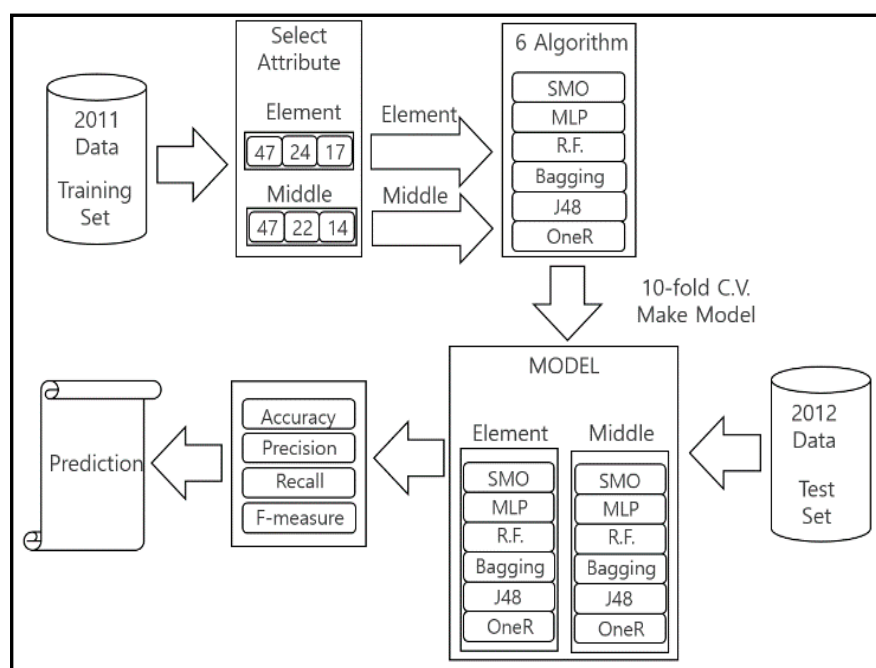 2011
Data
Training
Set
Select
Attribute
Element
47 24 17
Middle
47 22 14
Element
Middle
6 Algorithm
SMO
MLP
R.F.
Bagging
J48
OneR
10-fold C.V.
Make Model
MODEL
Element
SMO
MLP
R.F.
Bagging
J48
OneR
Middle
SMO
MLP
R.F.
Bagging
J48
OneR
2012
Data
Test
Set
Accuracy
Precision
Recall
F-measure
Prediction